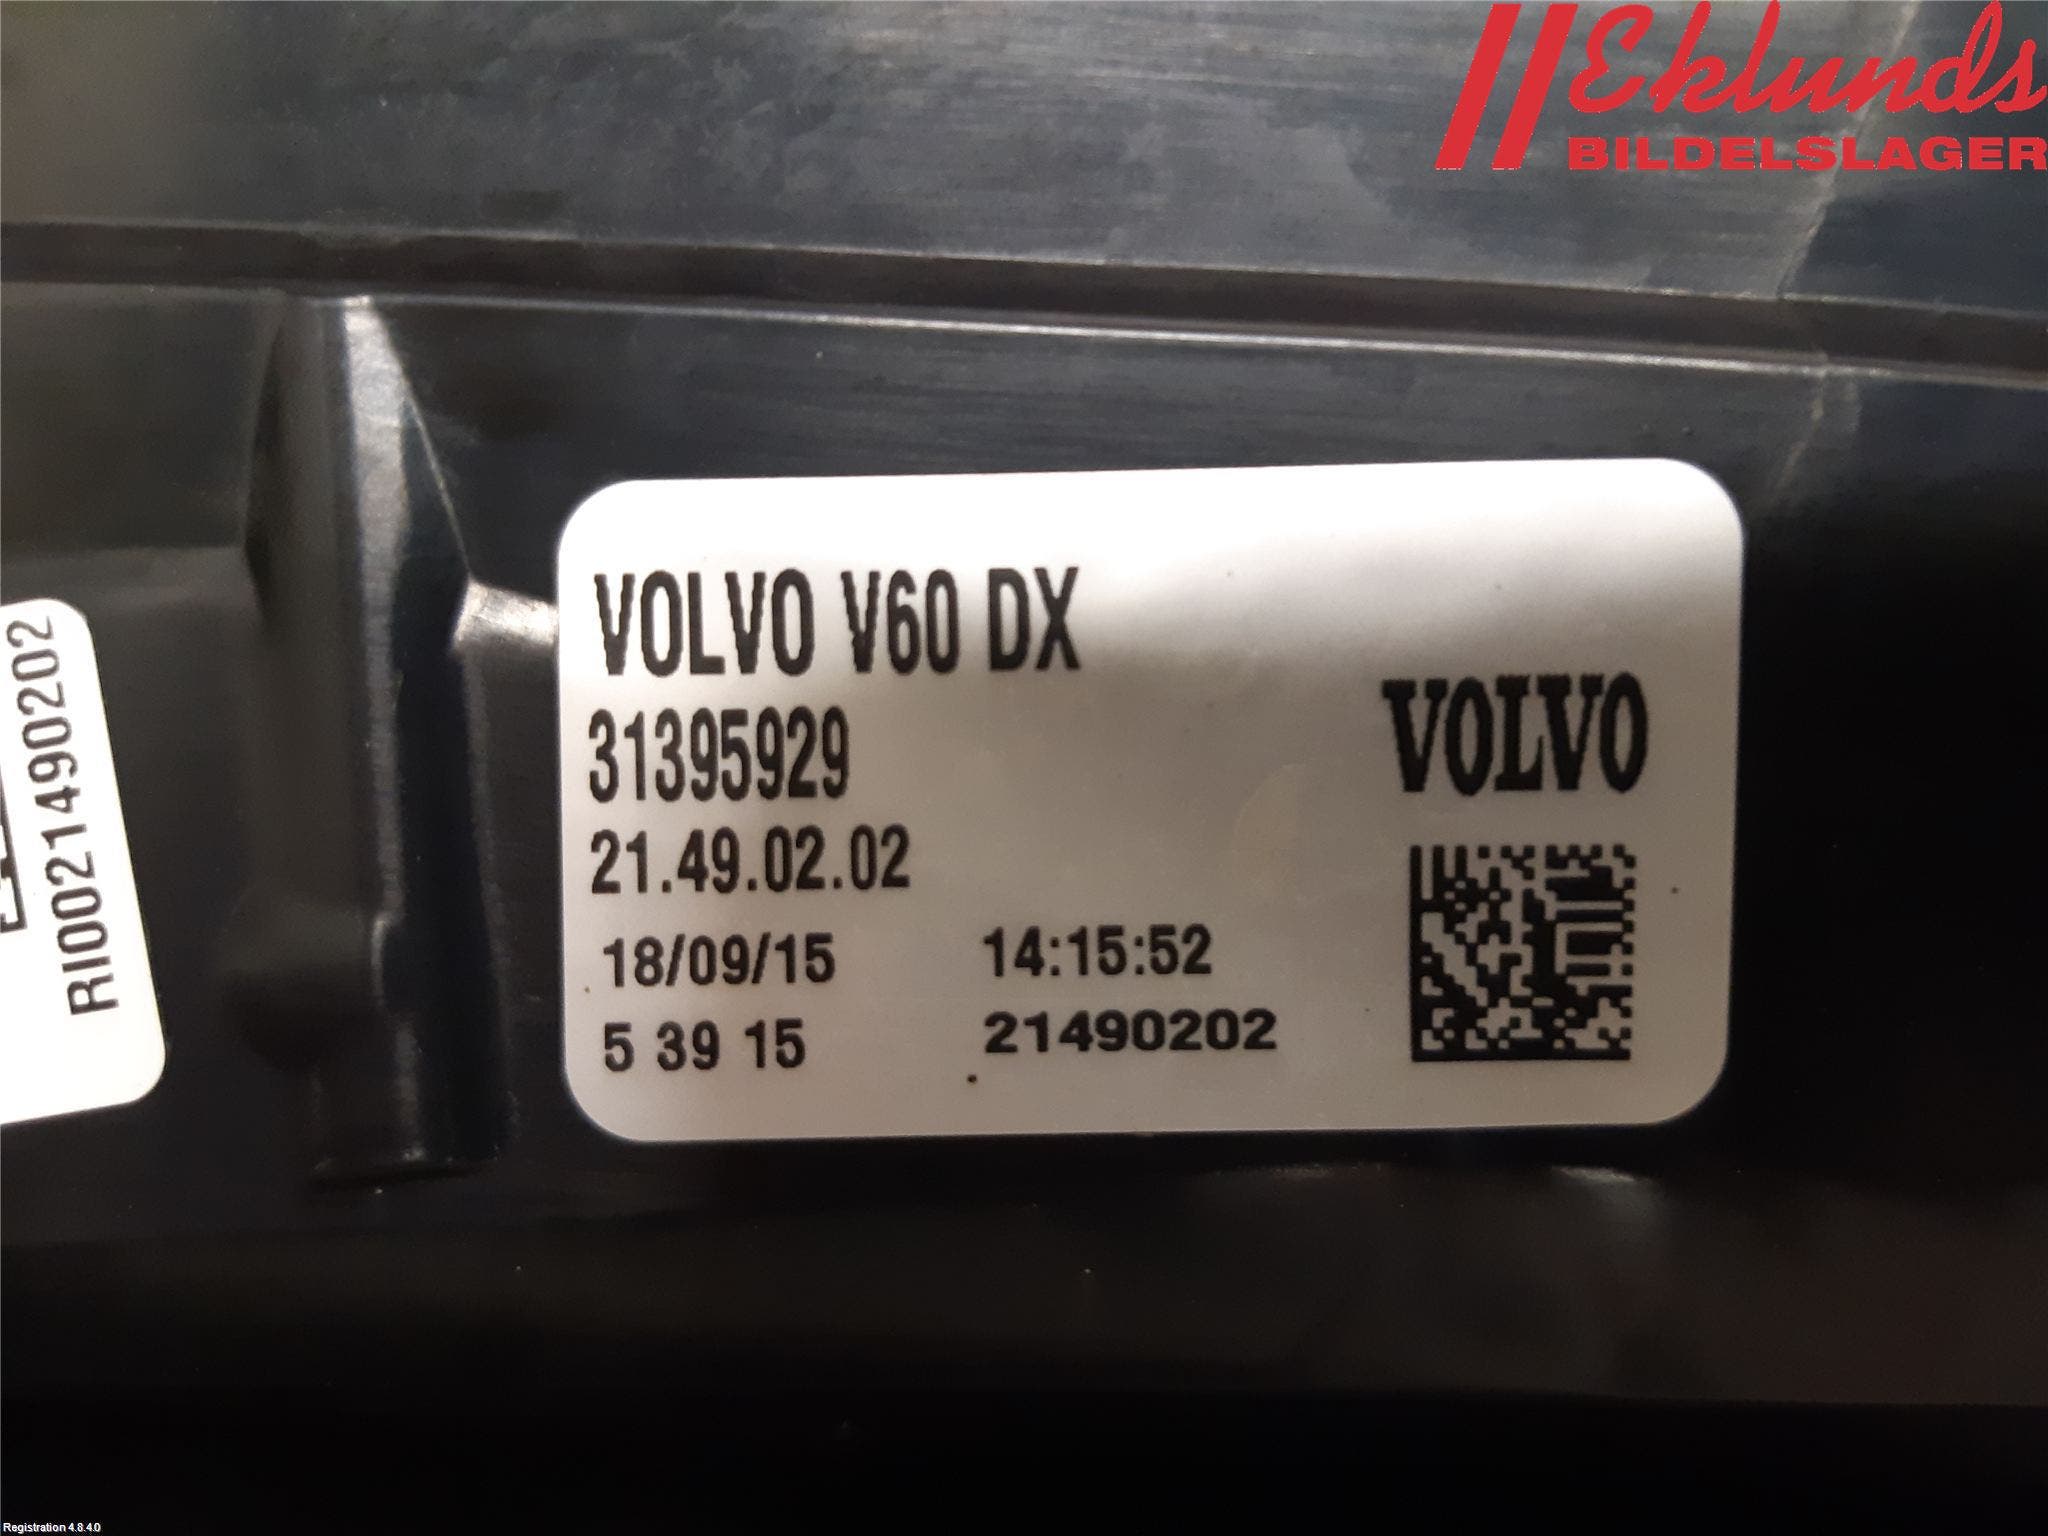 Eklunds
BILDELSLAGER
VOLVO V60 DX
31395929
VOLVO
21.49.02.02
18/09/15 14:15:52
5 39 15 21490202
RI0021490202
Registration 4.8.4.0